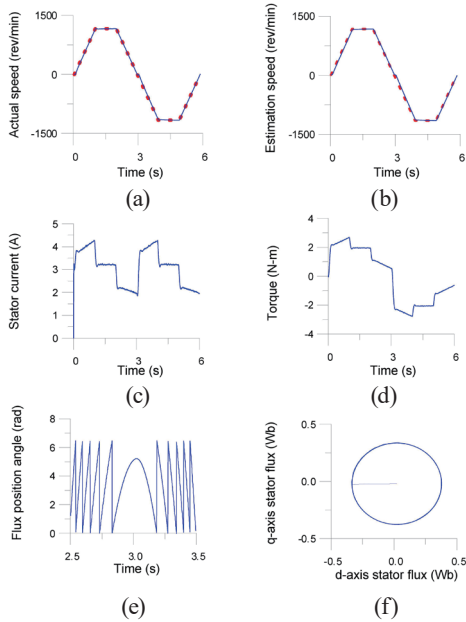 1500
0
-1500
Actual speed (rev/min)
0 3 6
Time (s)
(a)
1500
0
-1500
Estimation speed (rev/min)
0 3 6
Time (s)
(b)
5
4
3
2
1
0
Stator current (A)
0 3 6
Time (s)
(c)
4
2
0
-2
-4
Torque (N-m)
0 3 6
Time (s)
(d)
8
6
4
2
0
Flux position angle (rad)
2.5 3.0 3.5
Time (s)
(e)
0.5
0.0
-0.5
q-axis stator flux (Wb)
-0.5 0.0 0.5
d-axis stator flux (Wb)
(f)